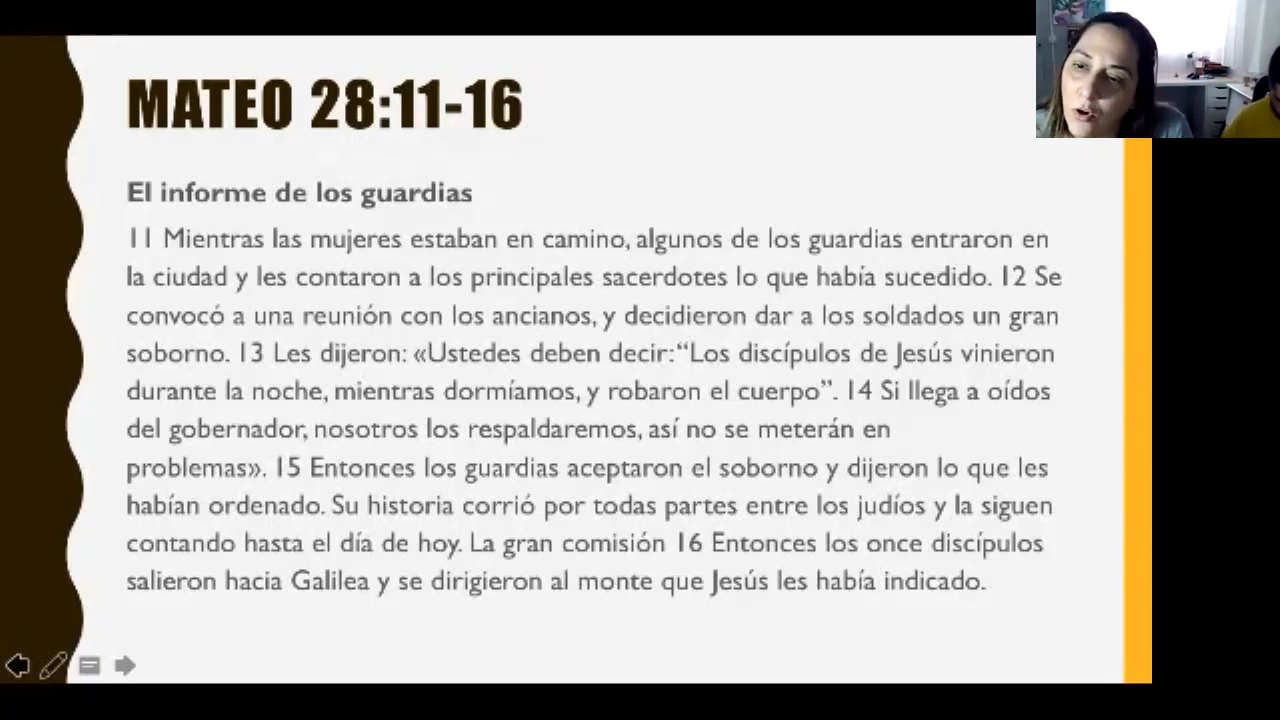 MATEO 28:11-16
El informe de los guardias
11 Mientras las mujeres estaban en camino, algunos de los guardias entraron en
la ciudad y les contaron a los principales sacerdotes lo que había sucedido. 12 Se
convocó a una reunión con los ancianos, y decidieron dar a los soldados un gran
soborno. 13 Les dijeron: «Ustedes deben decir: “Los discípulos de Jesús vinieron
durante la noche, mientras dormíamos, y robaron el cuerpo”. 14 Si llega a oídos
del gobernador, nosotros los respaldaremos, así no se meterán en
problemas». 15 Entonces los guardias aceptaron el soborno y dijeron lo que les
habían ordenado. Su historia corrió por todas partes entre los judíos y la siguen
contando hasta el día de hoy. La gran comisión 16 Entonces los once discípulos
salieron hacia Galilea y se dirigieron al monte que Jesús les había indicado.